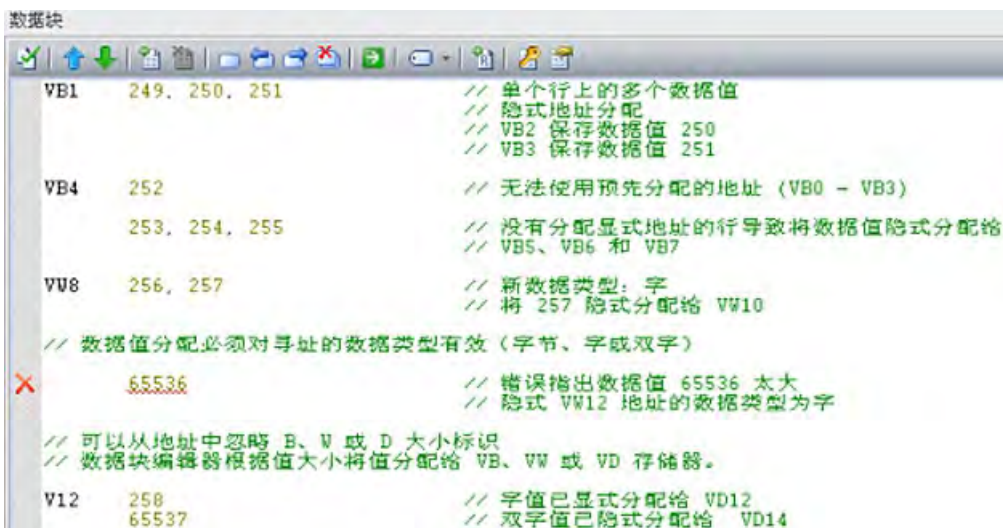 数据块
VB1 249, 250, 251 // 单个行上的多个数据值
// 隐式地址分配
// VB2 保存数据值 250
// VB3 保存数据值 251
VB4 252 // 无法使用预先分配的地址 (VB0 - VB3)
253, 254, 255 // 没有分配显式地址的行导致将数据值隐式分配给
// VB5、VB6 和 VB7
VW8 256, 257 // 新数据类型：字
// 将 257 隐式分配给 VW10
// 数据值分配必须对寻址的数据类型有效（字节、字或双字）
65536 // 错误指出数据值 65536 太大
// 隐式 VW12 地址的数据类型为字
// 可以从地址中忽略 B、W 或 D 大小标识
// 数据块编辑器根据值大小将值分配给 VB、VW 或 VD 存储器。
V12 258 // 字值已显式分配给 VD12
65537 // 双字值已隐式分配给 VD14